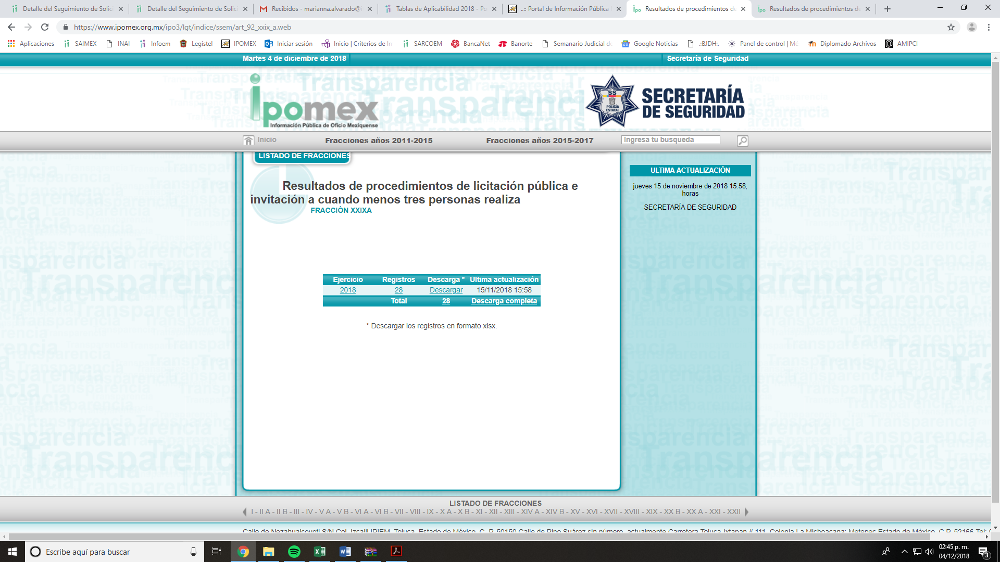 Detalle del Seguimiento de Solici
Detalle del Seguimiento de Solici
Recibidos - marianna.alvarado@i
Tablas de Aplicabilidad 2018 - Po
..:: Portal de Información Pública
Resultados de procedimientos de
Resultados de procedimientos de
https://www.ipomex.org.mx/ipo3/lgt/indice/ssem/art_92_xxix_a.web
Aplicaciones SAIMEX INAI Infoem Legistel IPOMEX Iniciar sesión Inicio | Criterios de In SARCOEM BancaNet Banorte Semanario Judicial de Google Noticias .:BJDH:. Panel de control | Mé Diplomado Archivos AMIPCI
Martes 4 de diciembre de 2018
Secretaría de Seguridad
ipomex
Información Pública de Oficio Mexiquense
SS
POLICÍA
ESTATAL
SECRETARÍA
DE SEGURIDAD
Inicio
Fracciones años 2011-2015
Fracciones años 2015-2017
Ingresa tu busqueda
LISTADO DE FRACCIONES
Resultados de procedimientos de licitación pública e
invitación a cuando menos tres personas realiza
FRACCIÓN XXIXA
ULTIMA ACTUALIZACIÓN
jueves 15 de noviembre de 2018 15:58,
horas
SECRETARÍA DE SEGURIDAD
Ejercicio Registros Descarga * Ultima actualización
2018 28 Descargar 15/11/2018 15:58
Total 28 Descarga completa
* Descargar los registros en formato xlsx.
LISTADO DE FRACCIONES
I - II A - II B - III - IV - V A - V B - VI A - VI B - VII - VIII - IX - X A - X B - XI - XII - XIII - XIV A - XIV B - XV - XVI - XVII - XVIII - XIX - XX B - XX A - XXI - XXII
Calle de Nezahualcoyotl S/N Col. Izcalli IPIEM, Toluca, Estado de México, C. P. 50150 Calle de Pino Suárez sin número, actualmente Carretera Toluca Ixtapan # 111, Colonia La Michoacana; Metepec Estado de México, C.P. 52166 Tel:
Escribe aquí para buscar
02:45 p. m.
04/12/2018
3